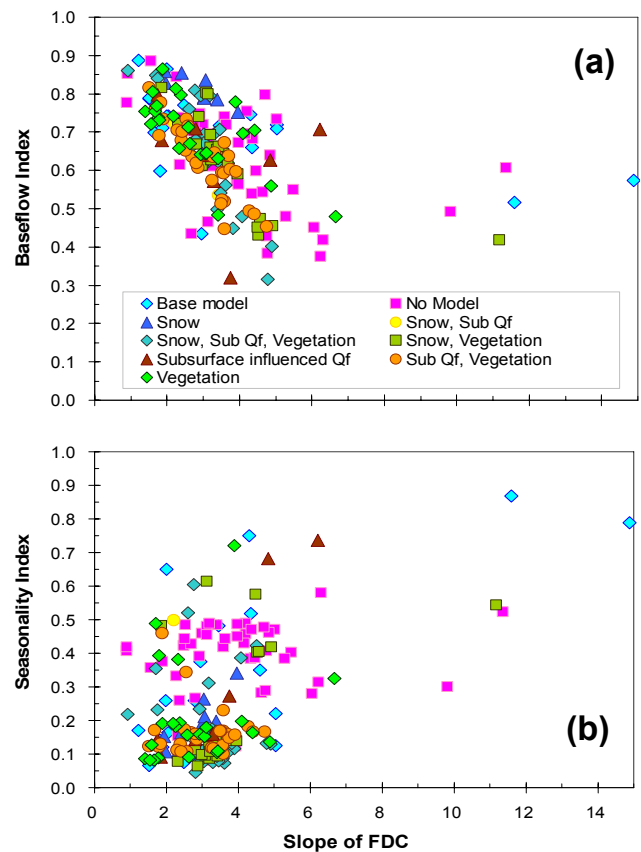 1.0
(a)
0.9
0.8
0.7
0.6
0.5
0.4
0.3
0.2
0.1
0.0
Baseflow Index
Base model
No Model
Snow
Snow, Sub Qf
Snow, Sub Qf, Vegetation
Snow, Vegetation
Subsurface influenced Qf
Sub Qf, Vegetation
Vegetation
1.0
0.9
0.8
0.7
0.6
0.5
0.4
0.3
0.2
0.1
0.0
Seasonality Index
(b)
0 2 4 6 8 10 12 14
Slope of FDC